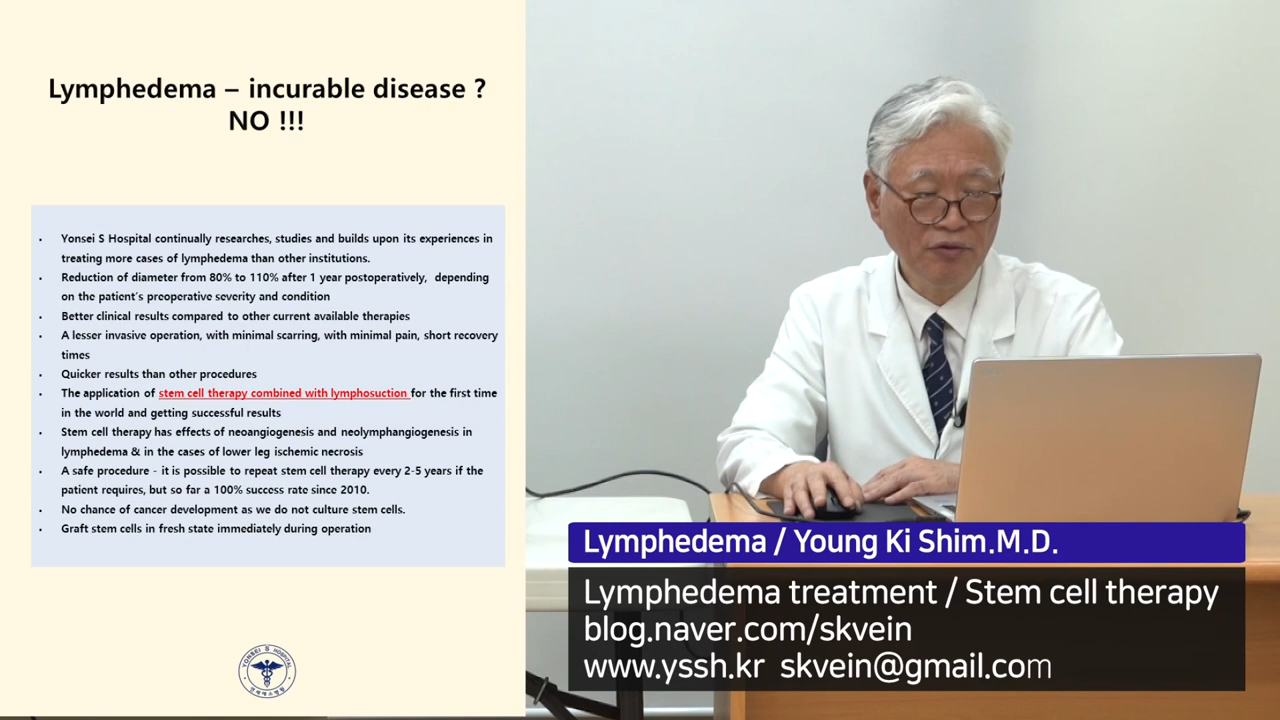 Lymphedema – incurable disease ?
NO !!!
• Yonsei S Hospital continually researches, studies and builds upon its experiences in
treating more cases of lymphedema than other institutions.
• Reduction of diameter from 80% to 110% after 1 year postoperatively, depending
on the patient's preoperative severity and condition
• Better clinical results compared to other current available therapies
• A lesser invasive operation, with minimal scarring, with minimal pain, short recovery
times
• Quicker results than other procedures
• The application of stem cell therapy combined with lymphosuction for the first time
in the world and getting successful results
• Stem cell therapy has effects of neoangiogenesis and neolymphangiogenesis in
lymphedema & in the cases of lower leg ischemic necrosis
• A safe procedure - it is possible to repeat stem cell therapy every 2-5 years if the
patient requires, but so far a 100% success rate since 2010.
• No chance of cancer development as we do not culture stem cells.
• Graft stem cells in fresh state immediately during operation
YONSEI S HOSPITAL
연세에스병원
Lymphedema / Young Ki Shim.M.D.
Lymphedema treatment / Stem cell therapy
blog.naver.com/skvein
www.yssh.kr skvein@gmail.com